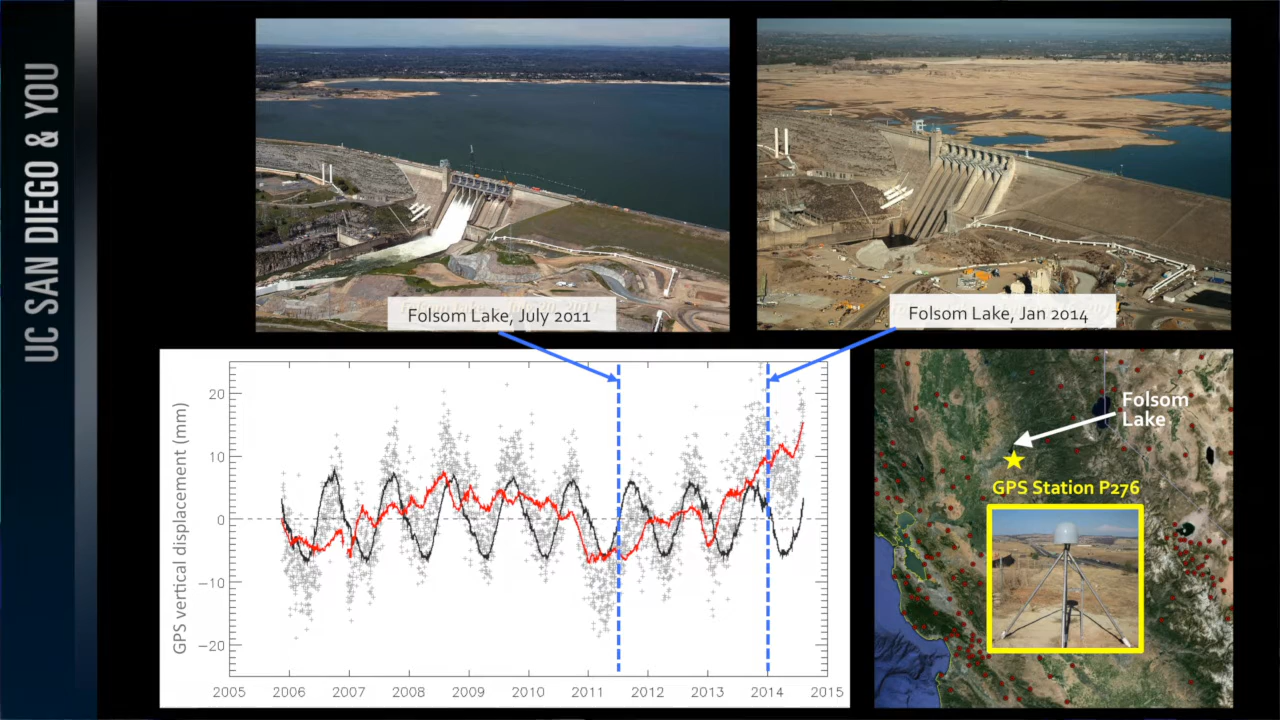 UC SAN DIEGO & YOU
Folsom Lake, July 2011
Folsom Lake, Jan 2014
GPS vertical displacement (mm)
20
10
0
−10
−20
2005 2006 2007 2008 2009 2010 2011 2012 2013 2014 2015
Folsom
Lake
GPS Station P276